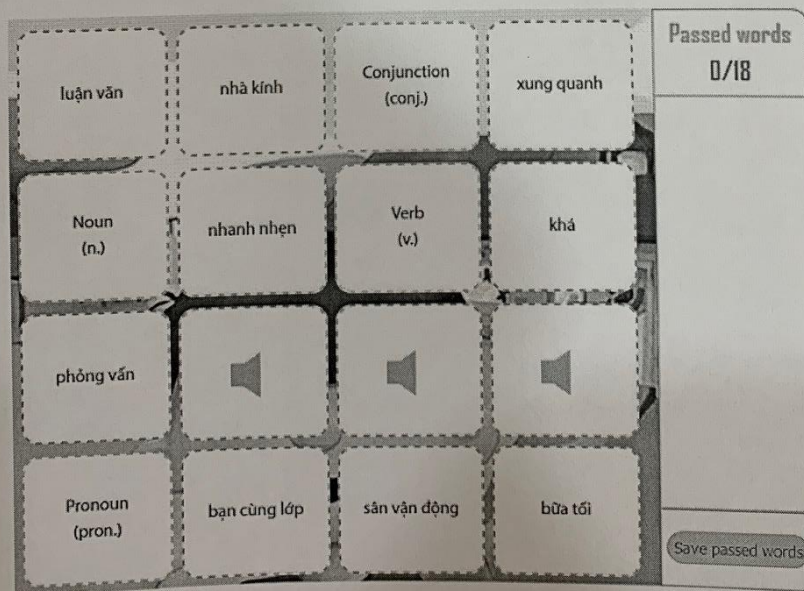 luận văn
nhà kính
Conjunction
(conj.)
xung quanh
Passed words
0/18
Noun
(n.)
nhanh nhẹn
Verb
(v.)
khá
phỏng vấn
Pronoun
(pron.)
bạn cùng lớp
sân vận động
bữa tối
Save passed words